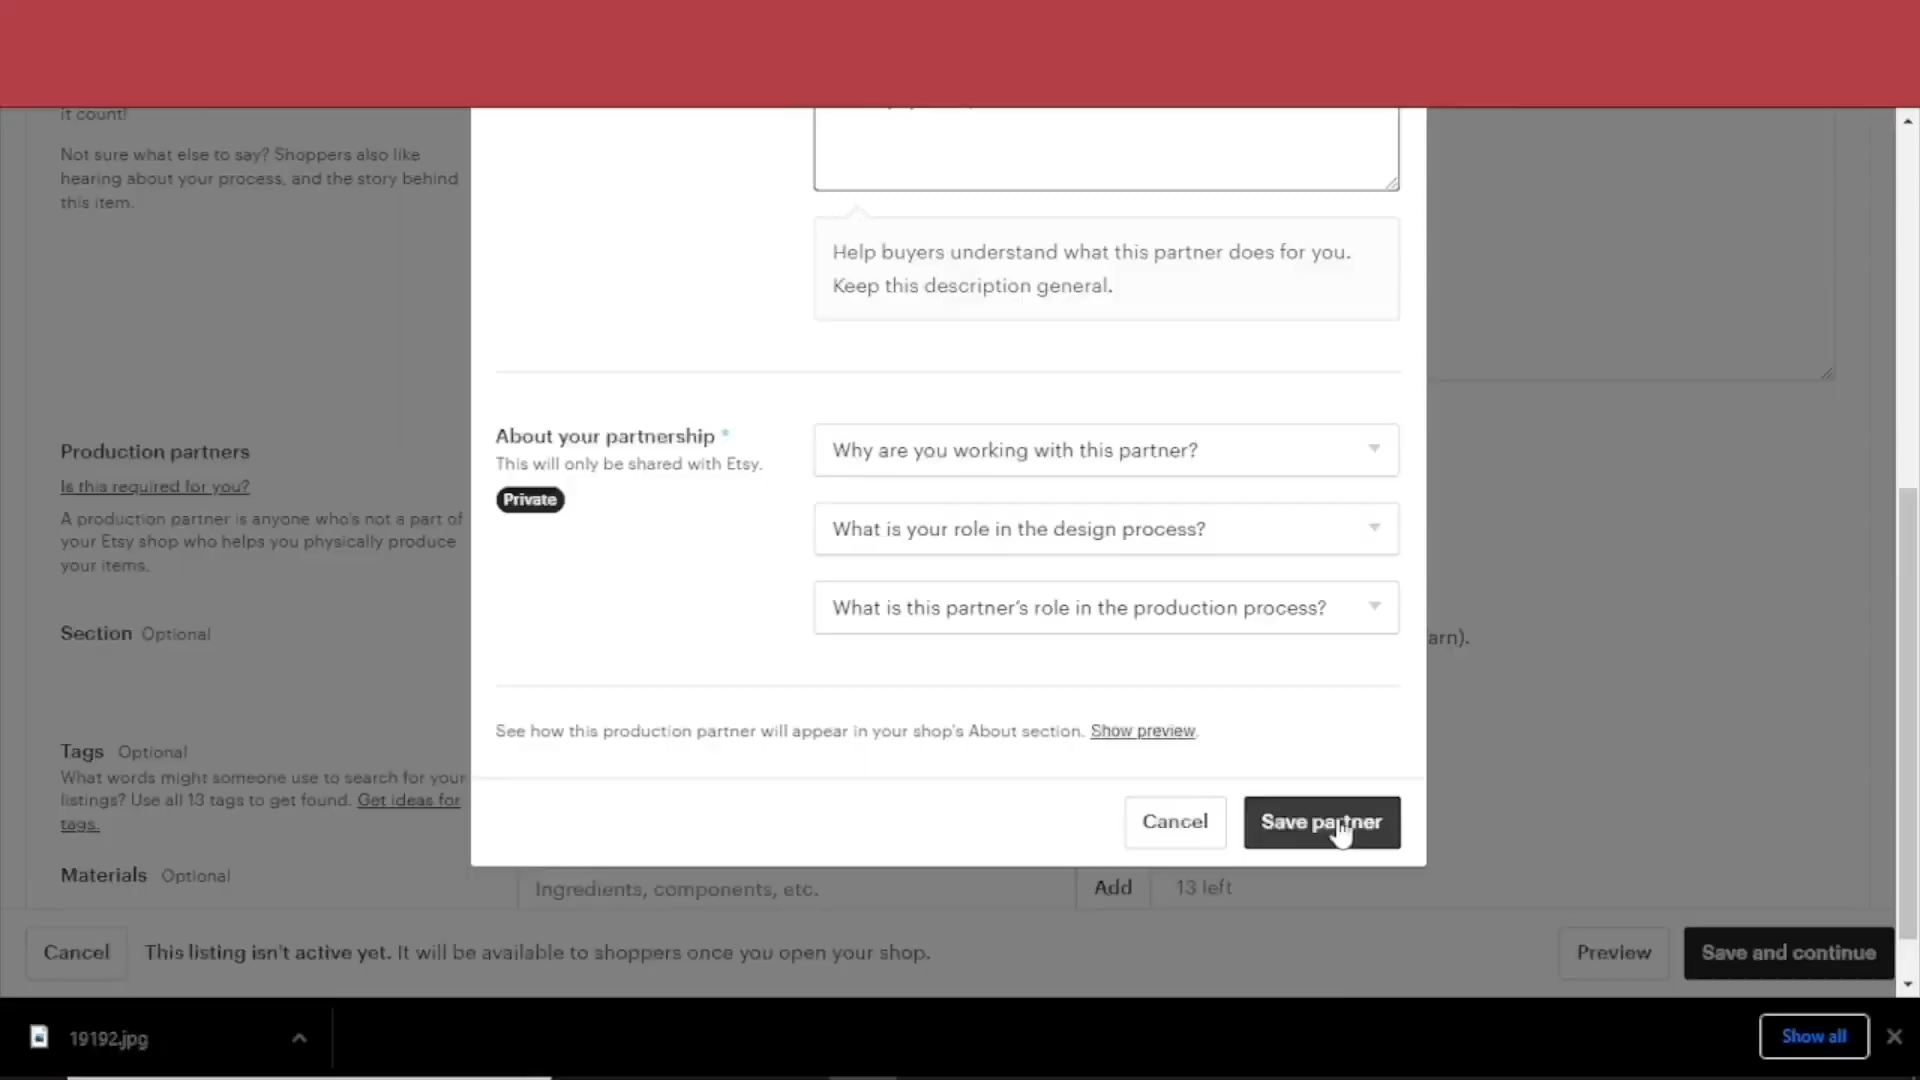 it count!
Not sure what else to say? Shoppers also like
hearing about your process, and the story behind
this item.
Help buyers understand what this partner does for you.
Keep this description general.
Production partners
Is this required for you?
A production partner is anyone who's not a part of
your Etsy shop who helps you physically produce
your items.
About your partnership *
This will only be shared with Etsy.
Private
Why are you working with this partner?
What is your role in the design process?
What is this partner's role in the production process?
arn).
Section Optional
See how this production partner will appear in your shop's About section. Show preview.
Tags Optional
What words might someone use to search for your
listings? Use all 13 tags to get found. Get ideas for
tags.
Cancel
Save partner
Materials Optional
Ingredients, components, etc.
Add
13 left
Cancel
This listing isn't active yet. It will be available to shoppers once you open your shop.
Preview
Save and continue
19192.jpg
Show all